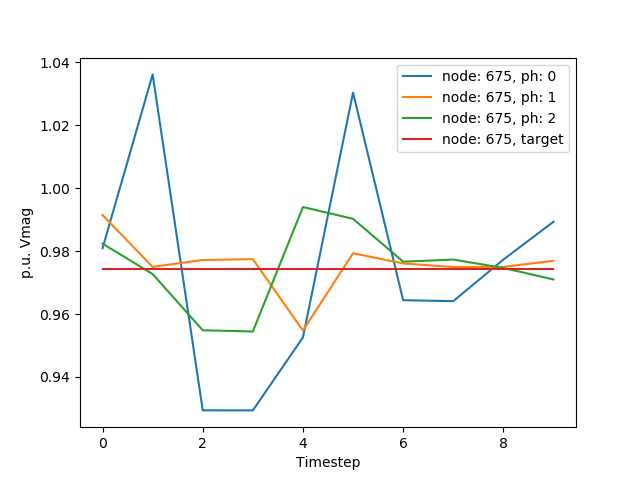 1.04
1.02
1.00
0.98
0.96
0.94
p.u. Vmag
node: 675, ph: 0
node: 675, ph: 1
node: 675, ph: 2
node: 675, target
0 2 4 6 8
Timestep